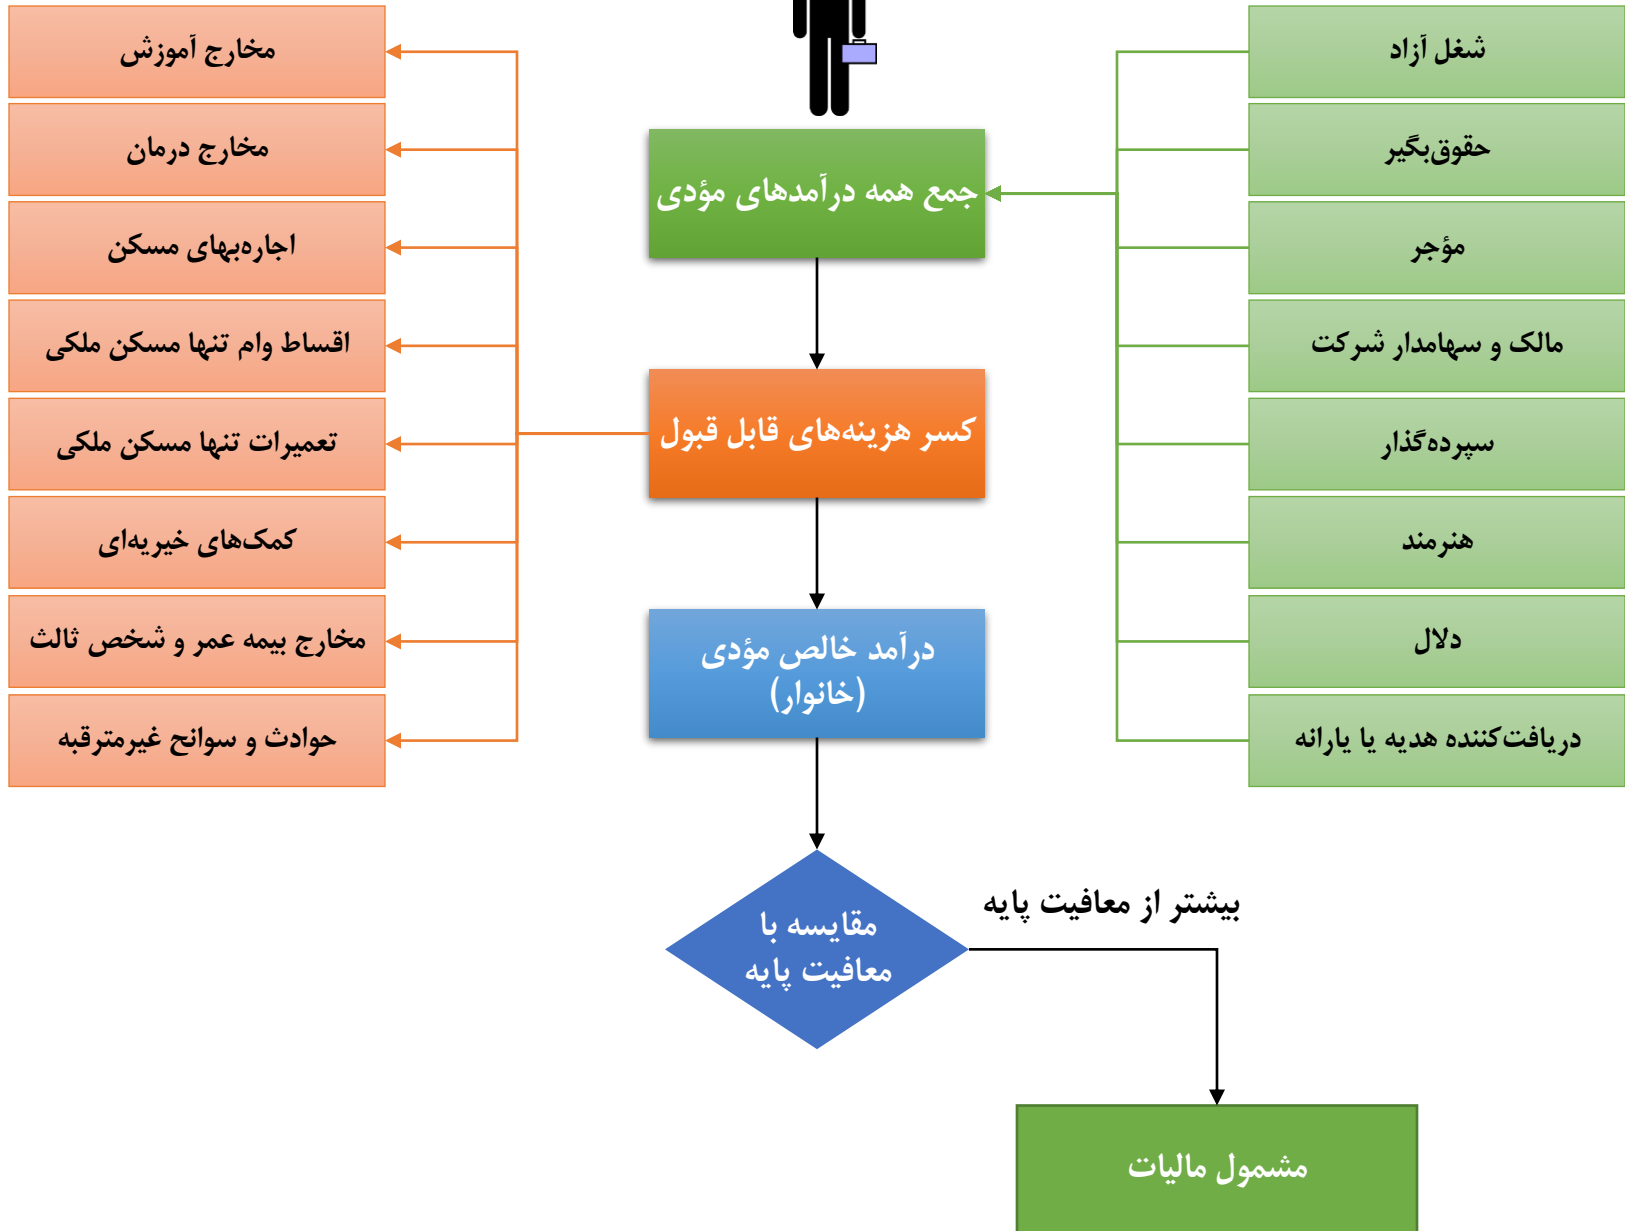 شغل آزاد
حقوق‌بگیر
مؤجر
مالک و سهامدار شرکت
سپرده‌گذار
هنرمند
دلال
دریافت‌کننده هدیه یا یارانه
جمع همه درآمدهای مؤدی
کسر هزینه‌های قابل قبول
مخارج آموزش
مخارج درمان
اجاره‌بهای مسکن
اقساط وام تنها مسکن ملکی
تعمیرات تنها مسکن ملکی
کمک‌های خیریه‌ای
مخارج بیمه عمر و شخص ثالث
حوادث و سوانح غیرمترقبه
درآمد خالص مؤدی
(خانوار)
مقایسه با
معافیت پایه
بیشتر از معافیت پایه
مشمول مالیات